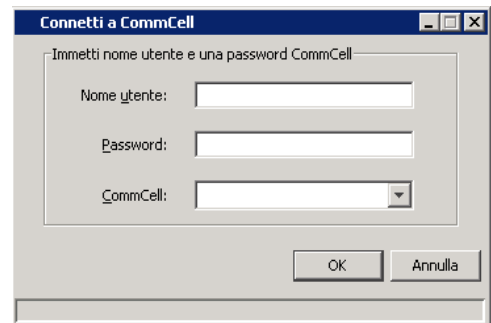 Connetti a CommCell
Immetti nome utente e una password CommCell
Nome utente:
Password:
CommCell:
OK
Annulla